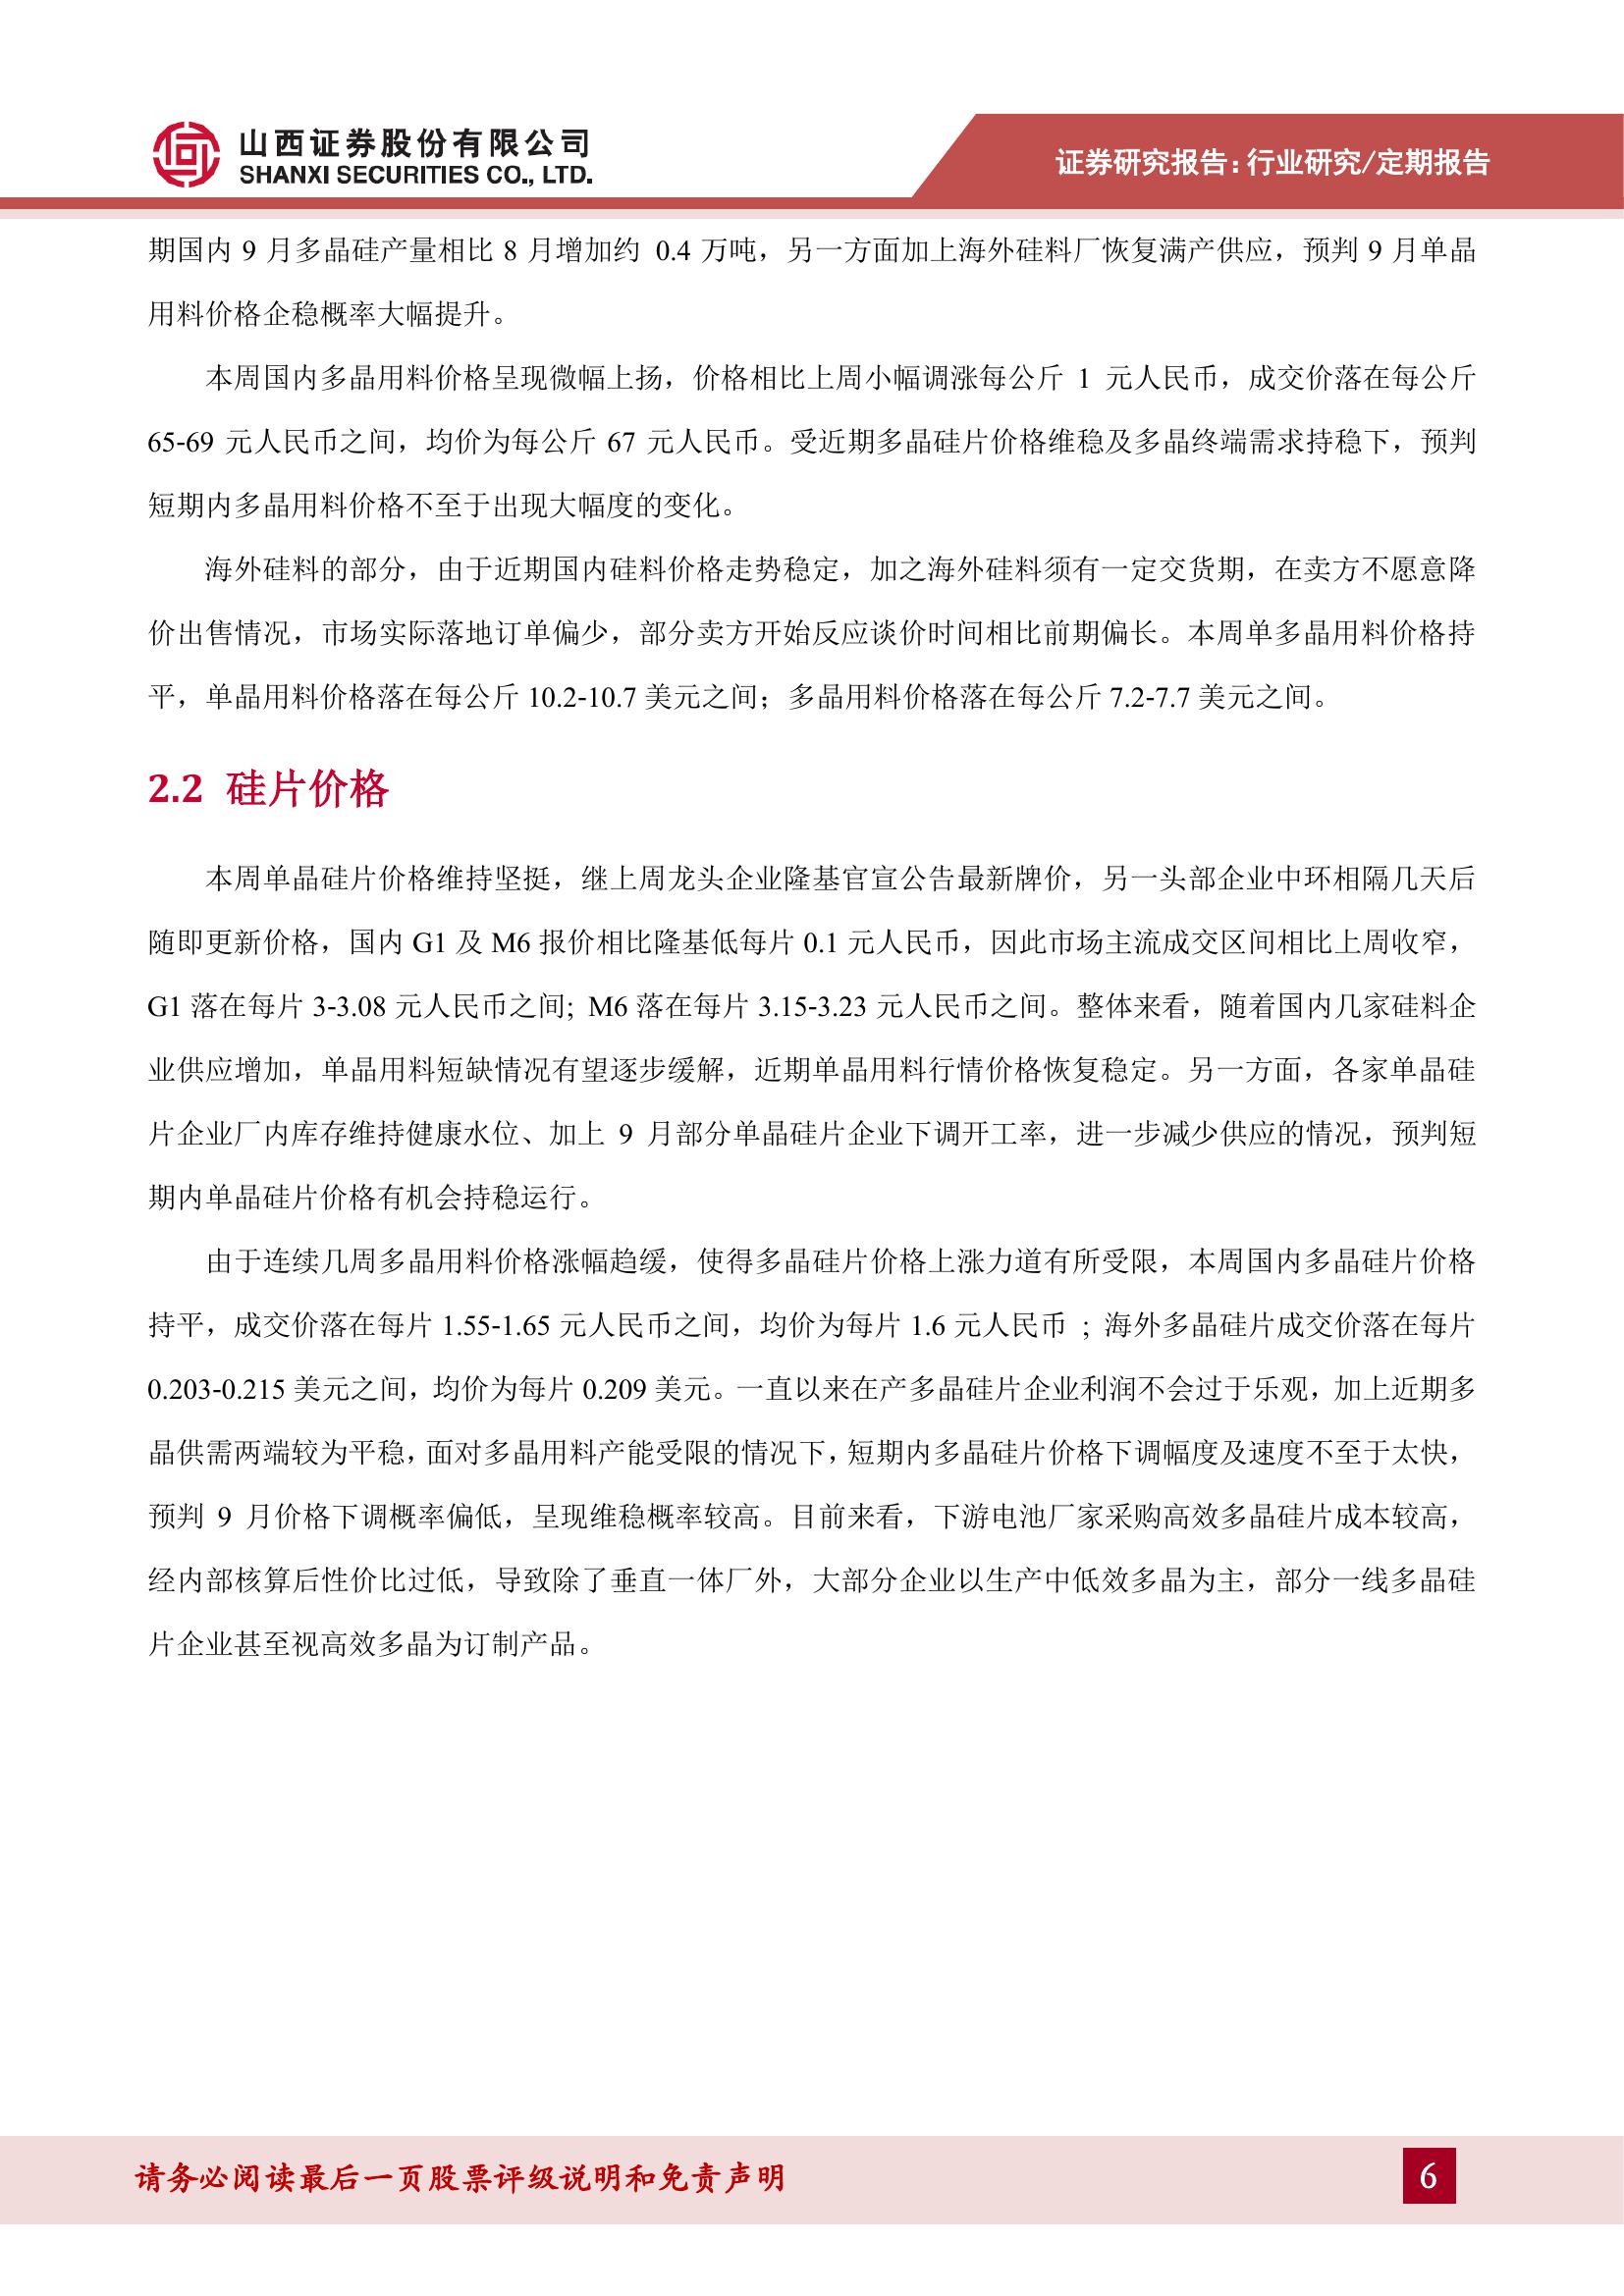 山西证券股份有限公司
SHANXI SECURITIES CO., LTD.
证券研究报告:行业研究/定期报告
期国内 9 月多晶硅产量相比 8 月增加约 0.4 万吨，另一方面加上海外硅料厂恢复满产供应，预判 9 月单晶
用料价格企稳概率大幅提升。
本周国内多晶用料价格呈现微幅上扬，价格相比上周小幅调涨每公斤 1 元人民币，成交价落在每公斤
65-69 元人民币之间，均价为每公斤 67 元人民币。受近期多晶硅片价格维稳及多晶终端需求持稳下，预判
短期内多晶用料价格不至于出现大幅度的变化。
海外硅料的部分，由于近期国内硅料价格走势稳定，加之海外硅料须有一定交货期，在卖方不愿意降
价出售情况，市场实际落地订单偏少，部分卖方开始反应谈价时间相比前期偏长。本周单多晶用料价格持
平，单晶用料价格落在每公斤 10.2-10.7 美元之间；多晶用料价格落在每公斤 7.2-7.7 美元之间。
2.2 硅片价格
本周单晶硅片价格维持坚挺，继上周龙头企业隆基官宣公告最新牌价，另一头部企业中环相隔几天后
随即更新价格，国内 G1 及 M6 报价相比隆基低每片 0.1 元人民币，因此市场主流成交区间相比上周收窄，
G1 落在每片 3-3.08 元人民币之间; M6 落在每片 3.15-3.23 元人民币之间。整体来看，随着国内几家硅料企
业供应增加，单晶用料短缺情况有望逐步缓解，近期单晶用料行情价格恢复稳定。另一方面，各家单晶硅
片企业厂内库存维持健康水位、加上 9 月部分单晶硅片企业下调开工率，进一步减少供应的情况，预判短
期内单晶硅片价格有机会持稳运行。
由于连续几周多晶用料价格涨幅趋缓，使得多晶硅片价格上涨力道有所受限，本周国内多晶硅片价格
持平，成交价落在每片 1.55-1.65 元人民币之间，均价为每片 1.6 元人民币 ; 海外多晶硅片成交价落在每片
0.203-0.215 美元之间，均价为每片 0.209 美元。一直以来在产多晶硅片企业利润不会过于乐观，加上近期多
晶供需两端较为平稳，面对多晶用料产能受限的情况下，短期内多晶硅片价格下调幅度及速度不至于太快，
预判 9 月价格下调概率偏低，呈现维稳概率较高。目前来看，下游电池厂家采购高效多晶硅片成本较高，
经内部核算后性价比过低，导致除了垂直一体厂外，大部分企业以生产中低效多晶为主，部分一线多晶硅
片企业甚至视高效多晶为订制产品。
请务必阅读最后一页股票评级说明和免责声明
6